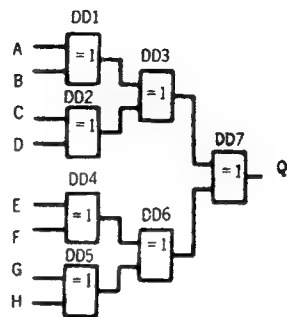 DD1
A
= 1
DD3
B
DD2
= 1
C
= 1
DD7
D
= 1
Q
E
DD4
= 1
DD6
F
DD5
= 1
G
= 1
H